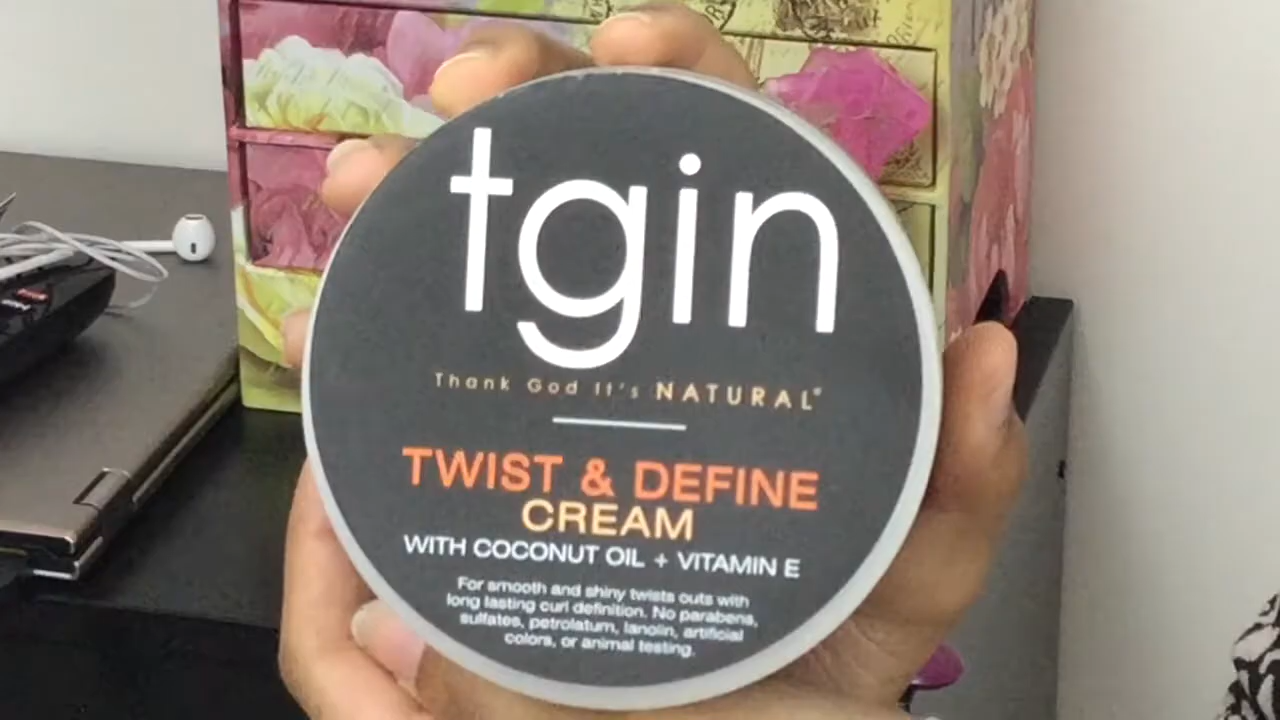 tgin
Thank God It's NATURAL®
TWIST & DEFINE
CREAM
WITH COCONUT OIL + VITAMIN E
For smooth and shiny twists outs with
long lasting curl definition. No parabens,
sulfates, petrolatum, lanolin, artificial
colors, or animal testing.